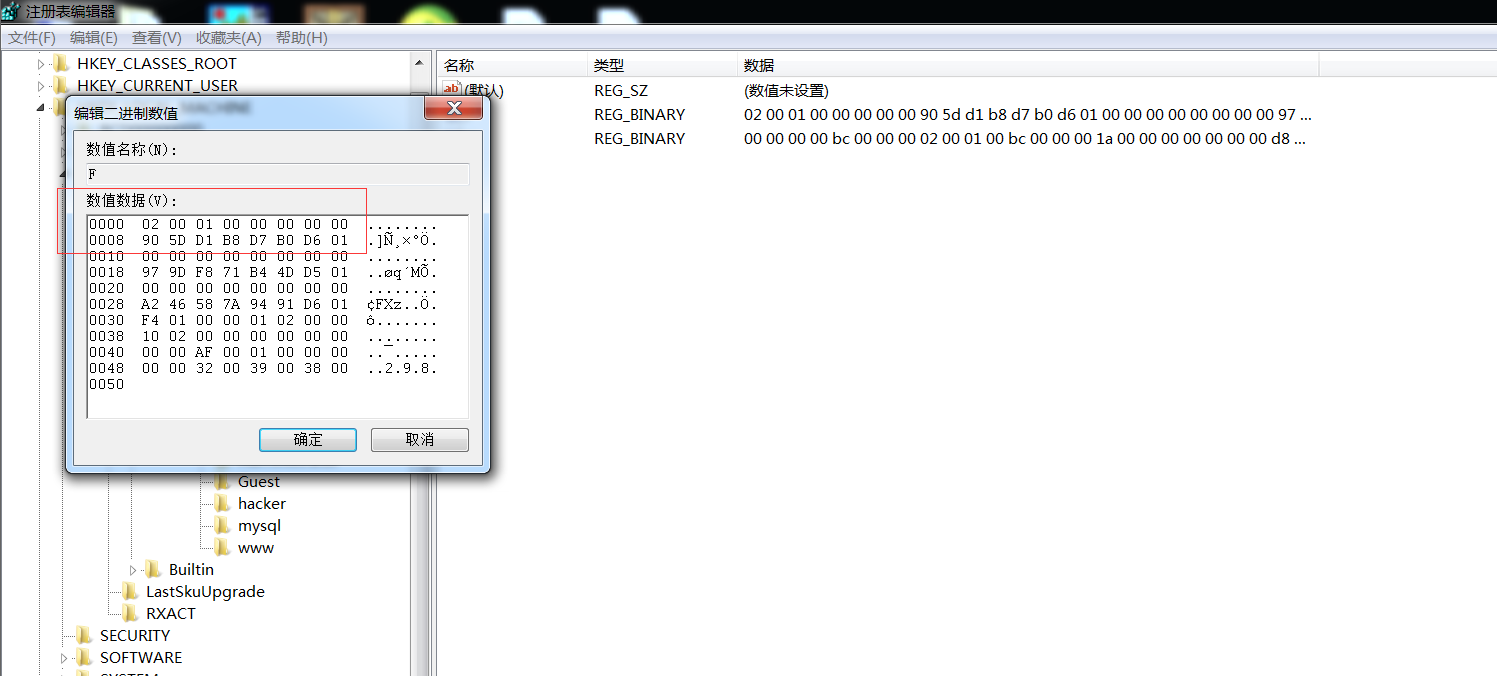 注册表编辑器
文件(F) 编辑(E) 查看(V) 收藏夹(A) 帮助(H)
HKEY_CLASSES_ROOT
HKEY_CURRENT_USER
名称 类型 数据
ab (默认) REG_SZ (数值未设置)
REG_BINARY 02 00 01 00 00 00 00 00 90 5d d1 b8 d7 b0 d6 01 00 00 00 00 00 00 00 00 97 ...
REG_BINARY 00 00 00 00 bc 00 00 00 02 00 01 00 bc 00 00 00 1a 00 00 00 00 00 00 00 d8 ...
编辑二进制数值
数值名称(N):
F
数值数据(V):
0000 02 00 01 00 00 00 00 00 ........
0008 90 5D D1 B8 D7 B0 D6 01 .]Ñ¸×°Ö.
0010 00 00 00 00 00 00 00 00 ........
0018 97 9D F8 71 B4 4D D5 01 ..øq´MÕ.
0020 00 00 00 00 00 00 00 00 ........
0028 A2 46 58 7A 94 91 D6 01 ¢FXz..Ö.
0030 F4 01 00 00 01 02 00 00 ô.......
0038 10 02 00 00 00 00 00 00 ........
0040 00 00 AF 00 01 00 00 00 ..¯.....
0048 00 00 32 00 39 00 38 00 ..2.9.8.
0050
确定 取消
Guest
hacker
mysql
www
Builtin
LastSkuUpgrade
RXACT
SECURITY
SOFTWARE